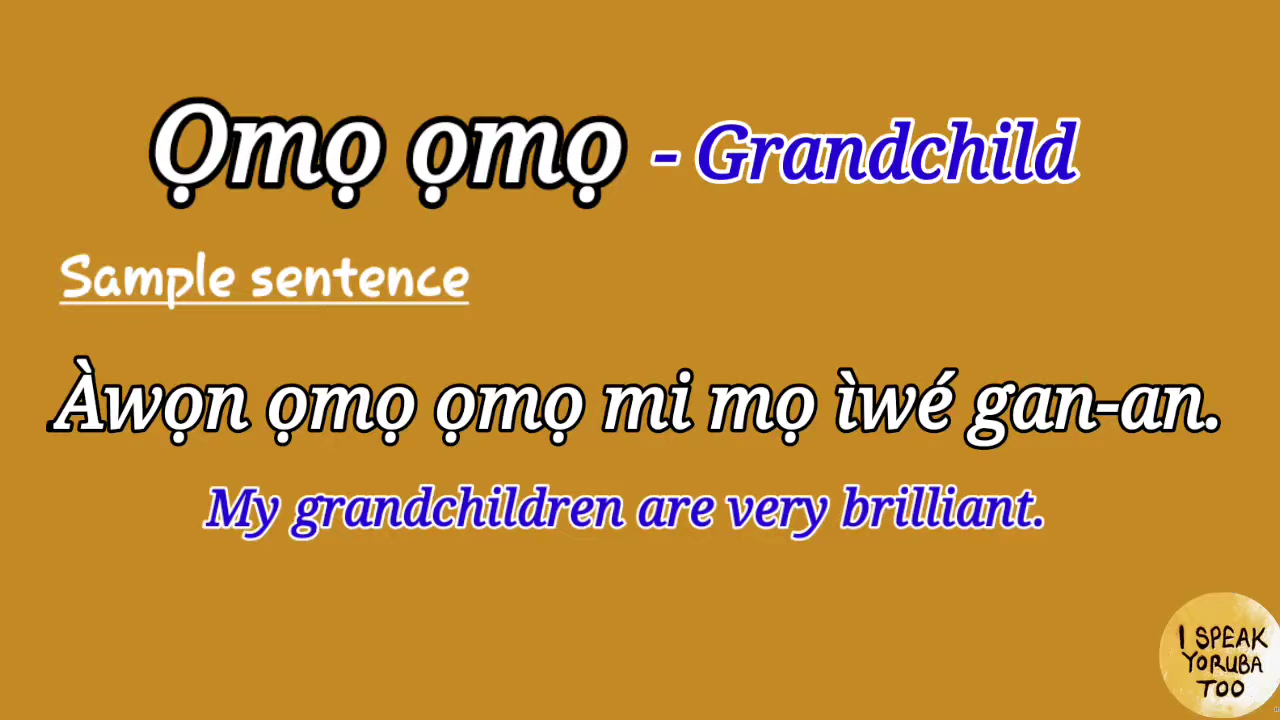 Ọmọ ọmọ - Grandchild
Sample sentence
Àwọn ọmọ ọmọ mi mọ ìwé gan-an.
My grandchildren are very brilliant.
I SPEAK
YORUBA
TOO